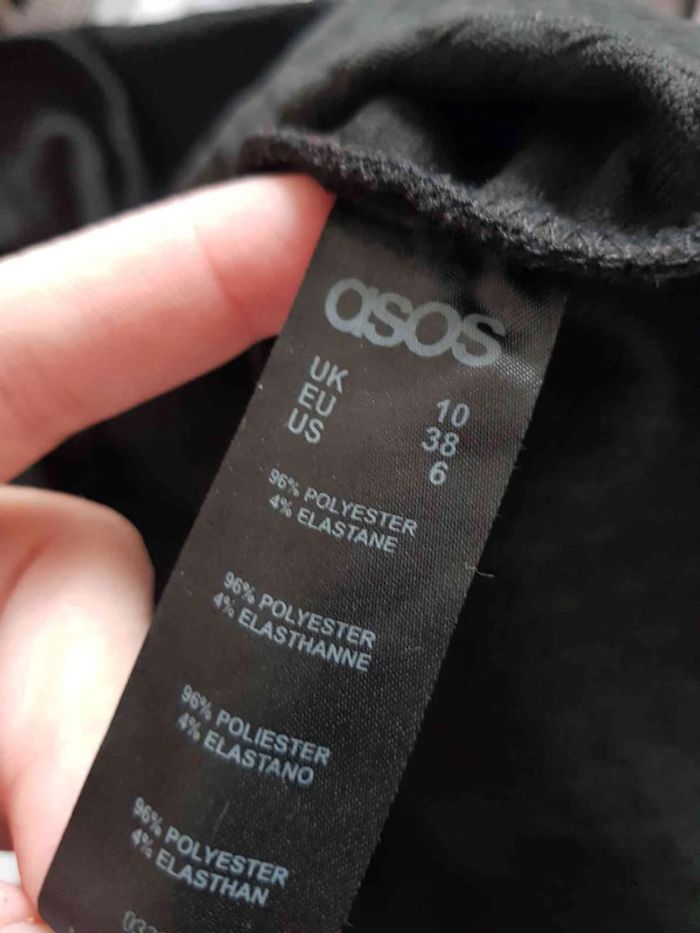 asos
UK 10
EU 38
US 6
96% POLYESTER
4% ELASTANE
96% POLYESTER
4% ELASTHANNE
96% POLIESTER
4% ELASTANO
96% POLYESTER
4% ELASTHAN